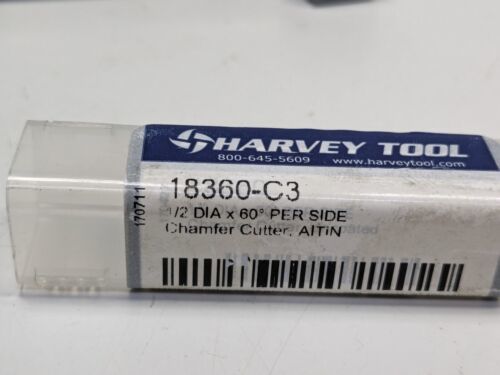 HARVEY TOOL
800-645-5609 www.harveytool.com
170711
18360-C3
1/2 DIA x 60° PER SIDE
Chamfer Cutter, AlTiN